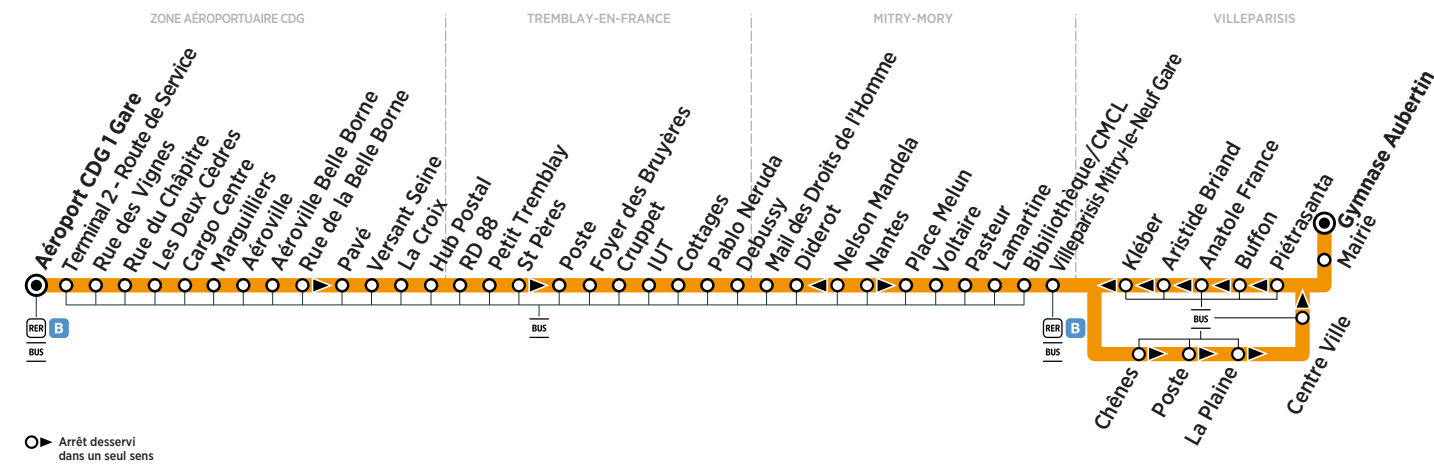 ZONE AÉROPORTUAIRE CDG
TREMBLAY-EN-FRANCE
MITRY-MORY
VILLEPARISIS
Aéroport CDG 1 Gare
Terminal 2 - Route de Service
Rue des Vignes
Rue du Châpitre
Les Deux Cèdres
Cargo Centre
Marguilliers
Aéroville
Aéroville Belle Borne
Rue de la Belle Borne
Pavé
Versant Seine
La Croix
Hub Postal
RD 88
Petit Tremblay
St Peres
Poste
Foyer des Bruyères
Cruppet
IUT
Cottages
Pablo Neruda
Debussy
Mail des Droits de l'Homme
Diderot
Nelson Mandela
Nantes
Place Melun
Voltaire
Pasteur
Lamartine
Bibiliothèque/CMCL
Villeparisis Mitry-le-Neuf Gare
Kléber
Aristide Briand
Anatole France
Buffon
Piétrasanta
Gymnase Aubertin
Mairie
Centre Ville
Chênes
Poste
La Plaine
RER B
BUS
BUS
RER B
BUS
BUS
Arrêt desservi
dans un seul sens